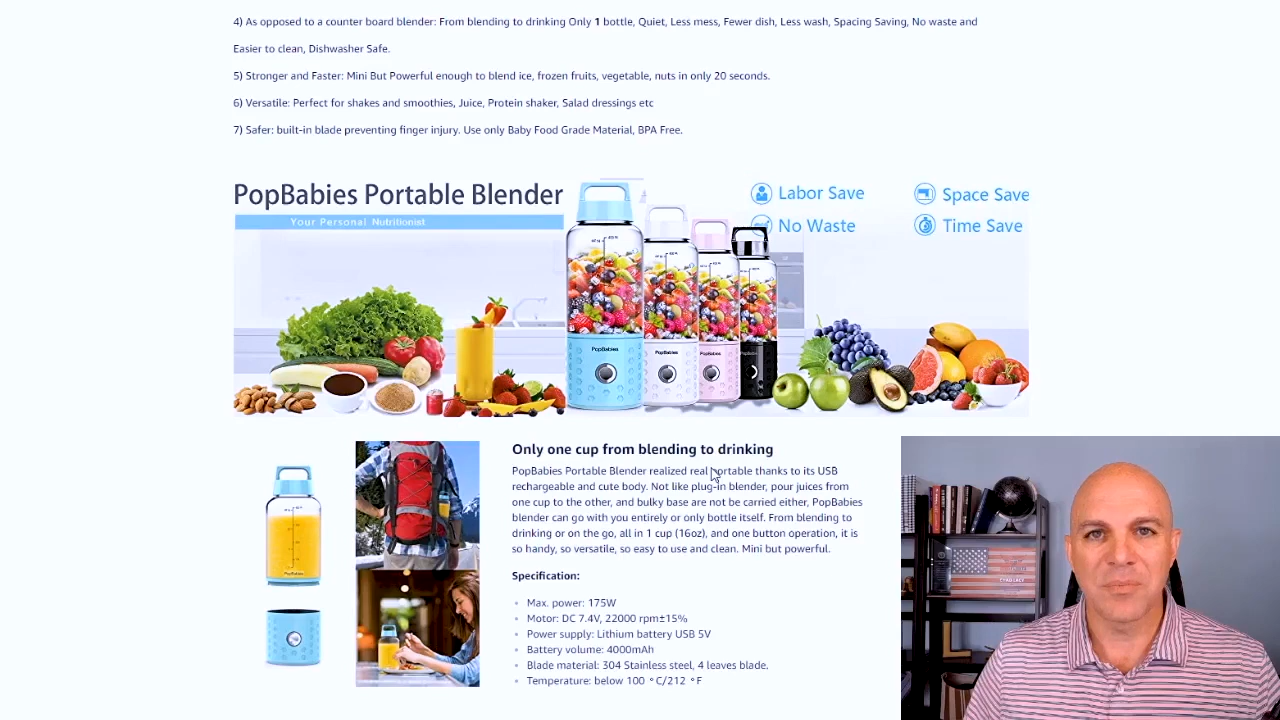 4) As opposed to a counter board blender: From blending to drinking Only 1 bottle, Quiet, Less mess, Fewer dish, Less wash, Spacing Saving, No waste and
Easier to clean, Dishwasher Safe.
5) Stronger and Faster: Mini But Powerful enough to blend ice, frozen fruits, vegetable, nuts in only 20 seconds.
6) Versatile: Perfect for shakes and smoothies, Juice, Protein shaker, Salad dressings etc
7) Safer: built-in blade preventing finger injury. Use only Baby Food Grade Material, BPA Free.
PopBabies Portable Blender
Your Personal Nutritionist
Labor Save
Space Save
No Waste
Time Save
PopBabies
PopBabies
PopBabies
PopBabies
Only one cup from blending to drinking
PopBabies Portable Blender realized real portable thanks to its USB
rechargeable and cute body. Not like plug-in blender, pour juices from
one cup to the other, and bulky base are not be carried either, PopBabies
blender can go with you entirely or only bottle itself. From blending to
drinking or on the go, all in 1 cup (16oz), and one button operation, it is
so handy, so versatile, so easy to use and clean. Mini but powerful.
Specification:
Max. power: 175W
Motor: DC 7.4V, 22000 rpm±15%
Power supply: Lithium battery USB 5V
Battery volume: 4000mAh
Blade material: 304 Stainless steel, 4 leaves blade.
Temperature: below 100 °C/212 °F